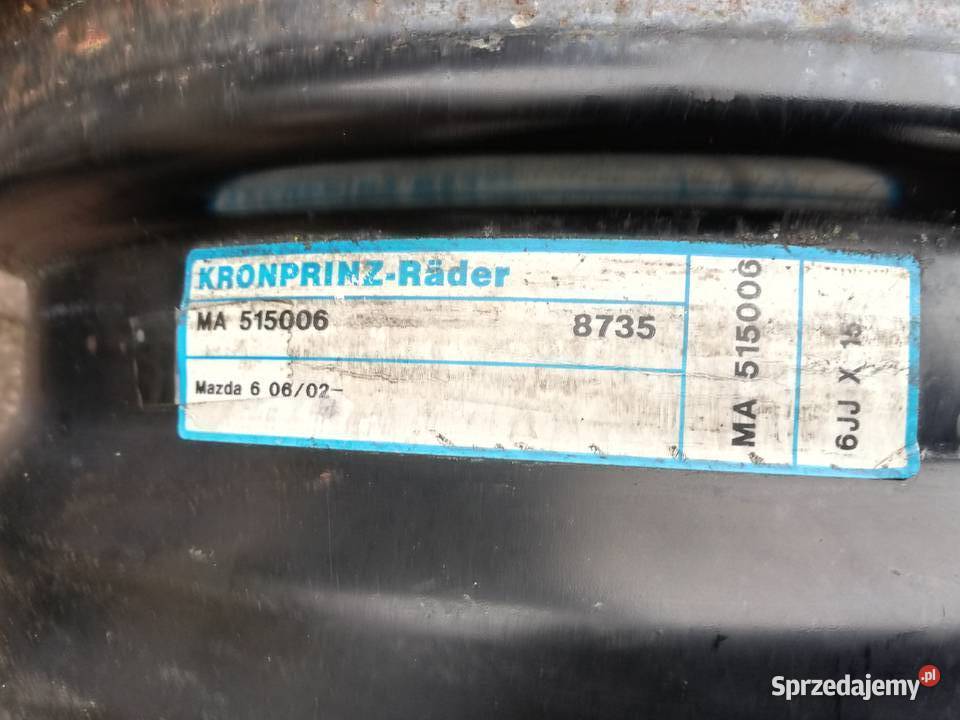 KRONPRINZ-Räder
MA 515006 8735
Mazda 6 06/02-
MA 515006
6JJ X 15
Sprzedajemy.pl